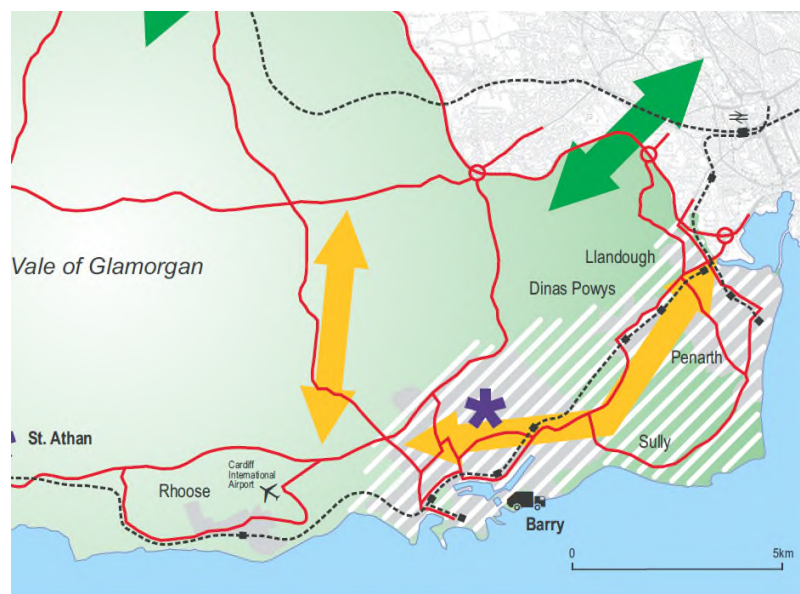 Llandough
Vale of Glamorgan
Dinas Powys
Penarth
St. Athan
Sully
Cardiff
International
Airport
Rhoose
Barry
0
5km